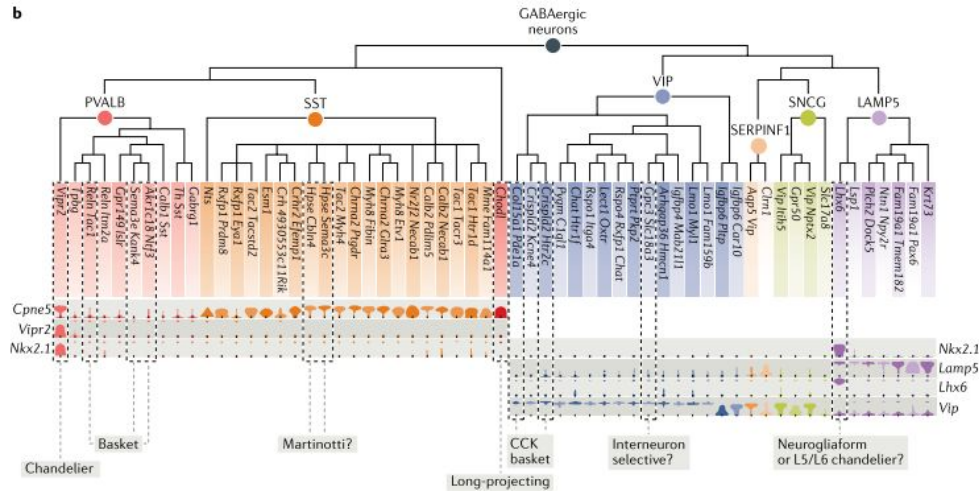 b
GABAergic
neurons
PVALB
SST
VIP
SERPINF1
SNCG
LAMP5
Vipr2
Tpbg
Reln Tac1
Reln Itm2a
Gpr149 Islr
Sema3e Kank4
Akr1c18 Ntf3
Calb1 Sst
Th Sst
Gabrg1
Nts
Rxfp1 Prdm8
Rxfp1 Eya1
Tac2 Tacstd2
Esm1
Crh 4930553c11Rik
Crhr2 Efemp1
Hpse Cbln4
Hpse Sema3c
Tac2 Myh4
Chrna2 Ptgdr
Myh8 Fibin
Chrna2 Glra3
Myh8 Etv1
Nr2f2 Necab1
Calb2 Necab1
Calb2 Pdlim5
Tac1 Tacr3
Tac1 Htr1d
Mme Fam114a1
Chodl
Col15a1 Pde1a
Crispld2 Kcne4
Crispld2 Htr2c
Pygm C1ql1
Chat Htr1f
Rspo1 Itga4
Lect1 Oxtr
Rspo4 Rxfp1 Chat
Ptprt Pkp2
Gpc3 Slc18a3
Arhgap36 Hmcn1
Igfbp4 Mab21l1
Lmo1 Myl1
Lmo1 Fam159b
Igfbp6 Pltp
Igfbp6 Car10
Aqp5 Vip
Clrn1
Vip Itih5
Gpr50
Vip Nptx2
Slc17a8
Lhx6
Lsp1
Plch2 Dock5
Ntn1 Npy2r
Fam19a1 Tmem182
Fam19a1 Pax6
Krt73
Cpne5
Vipr2
Nkx2.1
Nkx2.1
Lamp5
Lhx6
Vip
Basket
Martinotti?
CCK
basket
Interneuron
selective?
Neurogliaform
or L5/L6 chandelier?
Chandelier
Long-projecting